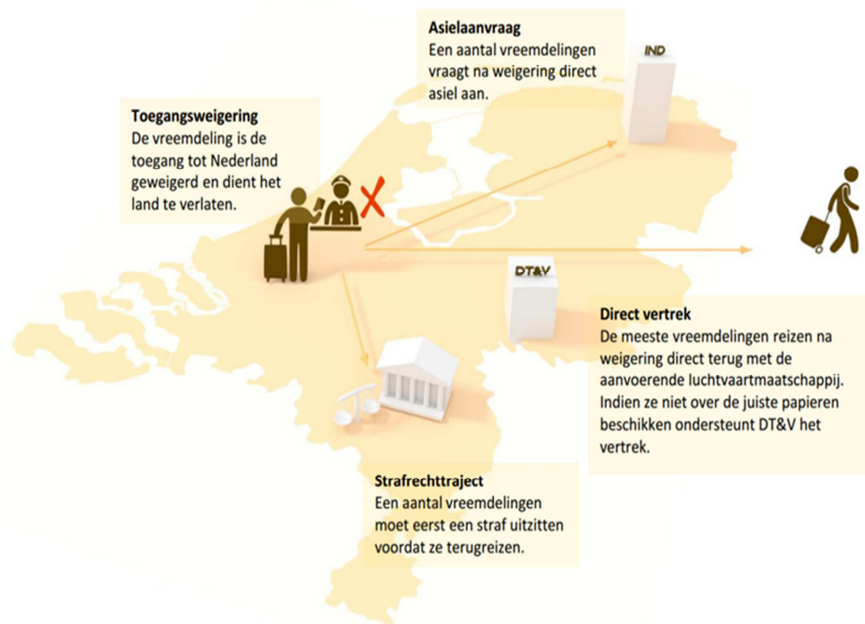 Asielaanvraag
Een aantal vreemdelingen
vraagt na weigering direct
asiel aan.
IND
Toegangsweigering
De vreemdeling is de
toegang tot Nederland
geweigerd en dient het
land te verlaten.
DT&V
Direct vertrek
De meeste vreemdelingen reizen na
weigering direct terug met de
aanvoerende luchtvaartmaatschappij.
Indien ze niet over de juiste papieren
beschikken ondersteunt DT&V het
vertrek.
Strafrechttraject
Een aantal vreemdelingen
moet eerst een straf uitzitten
voordat ze terugreizen.